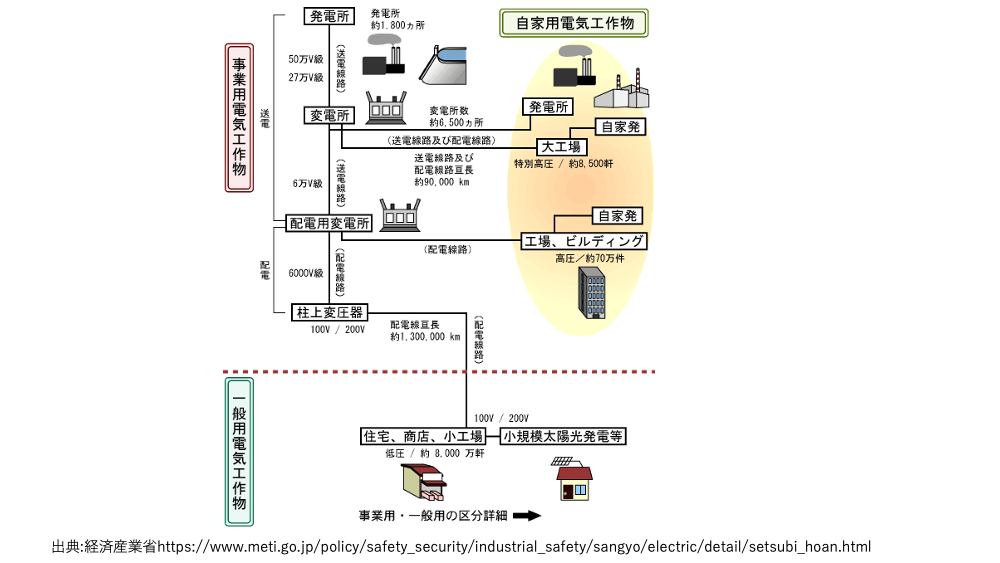 発電所
発電所
約1,800ヵ所
自家用電気工作物
事業用電気工作物
送電
50万V級
27万V級
(送電線路)
変電所
変電所数
約6,500ヵ所
発電所
自家発
(送電線路及び配電線路)
大工場
特別高圧 / 約8,500軒
送電線路及び
配電線路亘長
約90,000 km
6万V級
(送電線路)
配電用変電所
自家発
工場、ビルディング
(配電線路)
高圧／約70万件
配電
6000V級
(配電線路)
柱上変圧器
100V / 200V
配電線亘長
約1,300,000 km
(配電線路)
一般用電気工作物
100V / 200V
住宅、商店、小工場
小規模太陽光発電等
低圧 / 約 8,000 万軒
事業用・一般用の区分詳細
出典:経済産業省https://www.meti.go.jp/policy/safety_security/industrial_safety/sangyo/electric/detail/setsubi_hoan.html